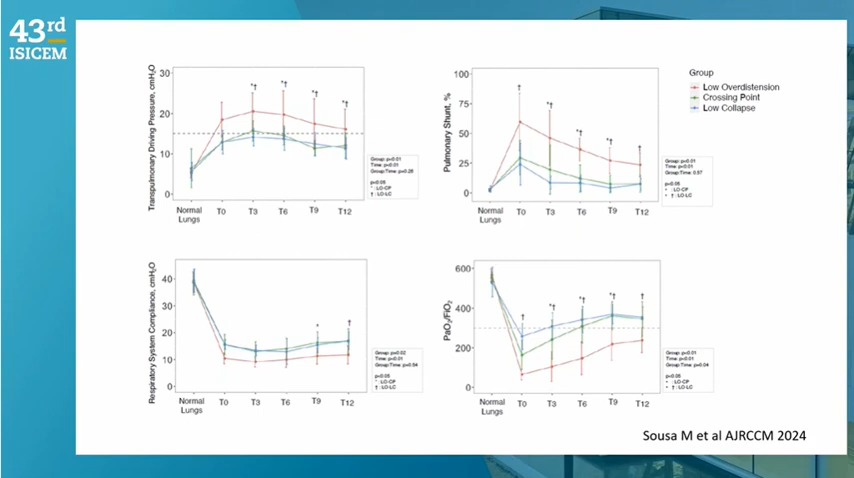 43rd
ISICEM
Transpulmonary Driving Pressure, cmH₂O
30
20
10
0
Normal Lungs
T0
T3
T6
T9
T12
*†
*†
*†
*†
Group: p=0.01
Time: p=0.01
p<0.05
* : LO-CP
† : LO-LC
Pulmonary Shunt, %
100
75
50
25
0
Normal Lungs
T0
T3
T6
T9
T12
†
*†
*†
*†
†
Group: p=0.01
Time: p<0.01
Group:Time: 0.57
p<0.05
* : LO-CP
† : LO-LC
Group
Low Overdistension
Crossing Point
Low Collapse
Respiratory System Compliance, cmH₂O
40
30
20
10
0
Normal Lungs
T0
T3
T6
T9
T12
*
†
Group: p=0.02
Time: p=0.01
Group:Time: p=0.64
p<0.05
* : LO-CP
† : LO-LC
PaO₂/FiO₂
600
400
200
0
Normal Lungs
T0
T3
T6
T9
T12
†
*†
*†
*†
†
Group: p=0.01
Time: p=0.01
Group:Time: p=0.04
p<0.05
* : LO-CP
† : LO-LC
Sousa M et al AJRCCM 2024